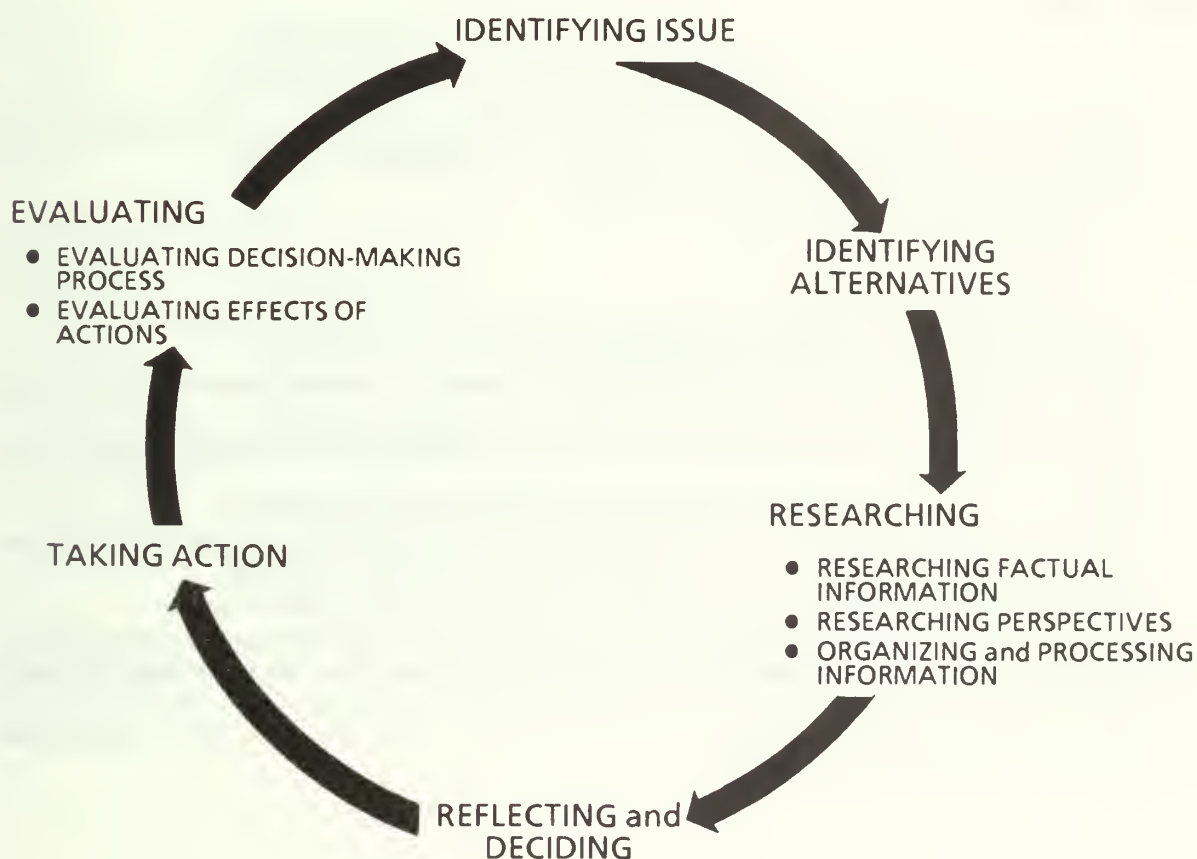 IDENTIFYING ISSUE
IDENTIFYING
ALTERNATIVES
RESEARCHING
● RESEARCHING FACTUAL
INFORMATION
● RESEARCHING PERSPECTIVES
● ORGANIZING and PROCESSING
INFORMATION
REFLECTING and
DECIDING
TAKING ACTION
EVALUATING
● EVALUATING DECISION-MAKING
PROCESS
● EVALUATING EFFECTS OF
ACTIONS